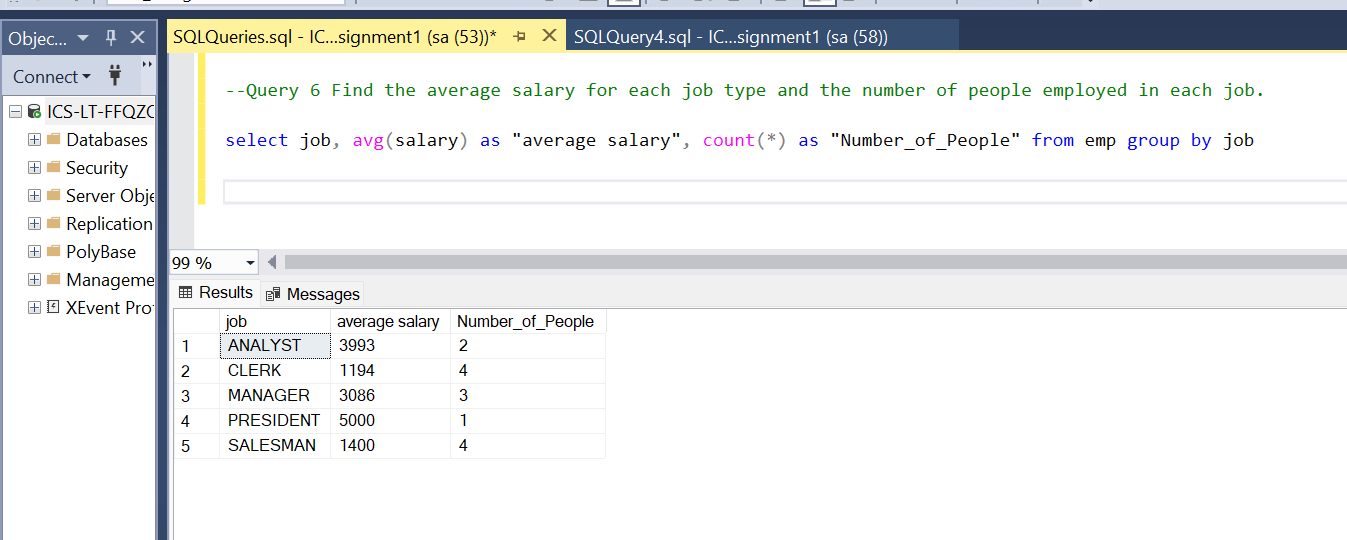 Objec...
SQLQueries.sql - IC...signment1 (sa (53))*
SQLQuery4.sql - IC...signment1 (sa (58))
Connect
ICS-LT-FFQZC
Databases
Security
Server Obje
Replication
PolyBase
Manageme
XEvent Pro
--Query 6 Find the average salary for each job type and the number of people employed in each job.
select job, avg(salary) as "average salary", count(*) as "Number_of_People" from emp group by job
99 %
Results Messages
job average salary Number_of_People
1 ANALYST 3993 2
2 CLERK 1194 4
3 MANAGER 3086 3
4 PRESIDENT 5000 1
5 SALESMAN 1400 4